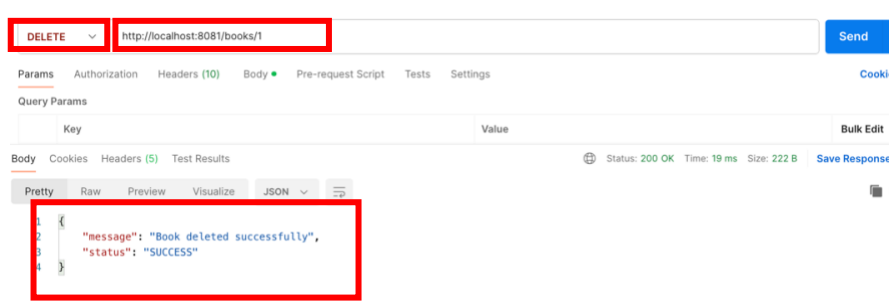 DELETE http://localhost:8081/books/1 Send
Params Authorization Headers (10) Body Pre-request Script Tests Settings Cooki
Query Params
Key Value Bulk Edit
Body Cookies Headers (5) Test Results Status: 200 OK Time: 19 ms Size: 222 B Save Response
Pretty Raw Preview Visualize JSON
1 {
2 "message": "Book deleted successfully",
3 "status": "SUCCESS"
4 }